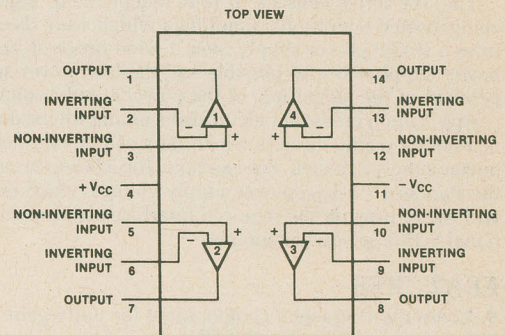 TOP VIEW
OUTPUT
1
INVERTING
INPUT
2
NON-INVERTING
INPUT
3
+ VCC
4
NON-INVERTING
INPUT
5
INVERTING
INPUT
6
OUTPUT
7
OUTPUT
14
INVERTING
INPUT
13
NON-INVERTING
INPUT
12
− VCC
11
NON-INVERTING
INPUT
10
INVERTING
INPUT
9
OUTPUT
8
1
− +
4
− +
2
− +
3
+ −